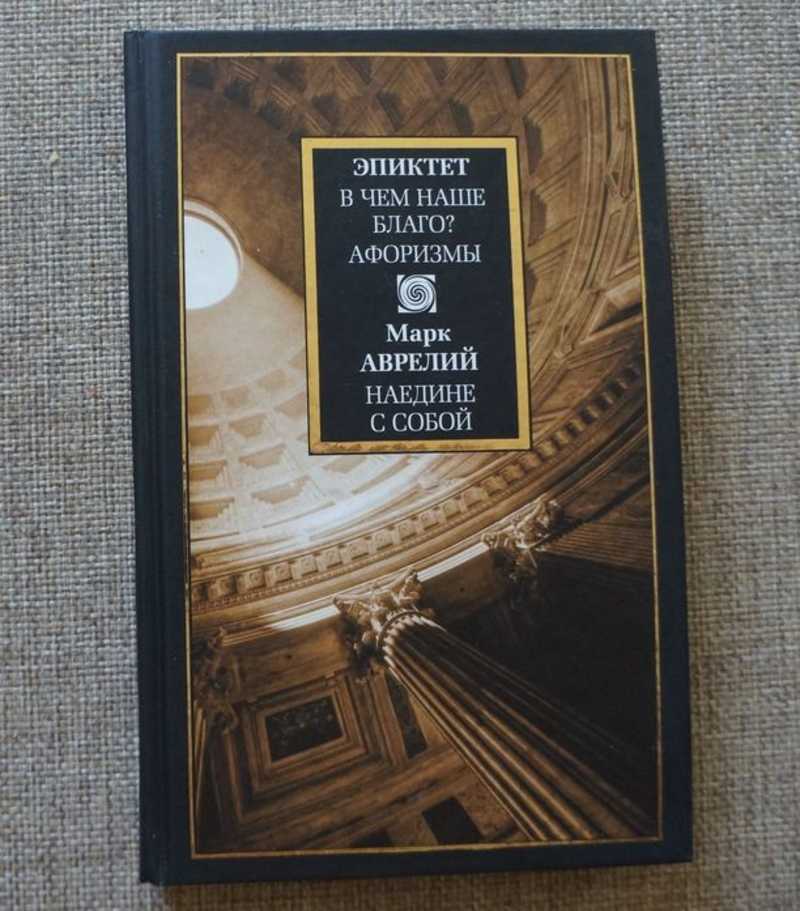 ЭПИКТЕТ
В ЧЕМ НАШЕ
БЛАГО?
АФОРИЗМЫ
Марк
АВРЕЛИЙ
НАЕДИНЕ
С СОБОЙ